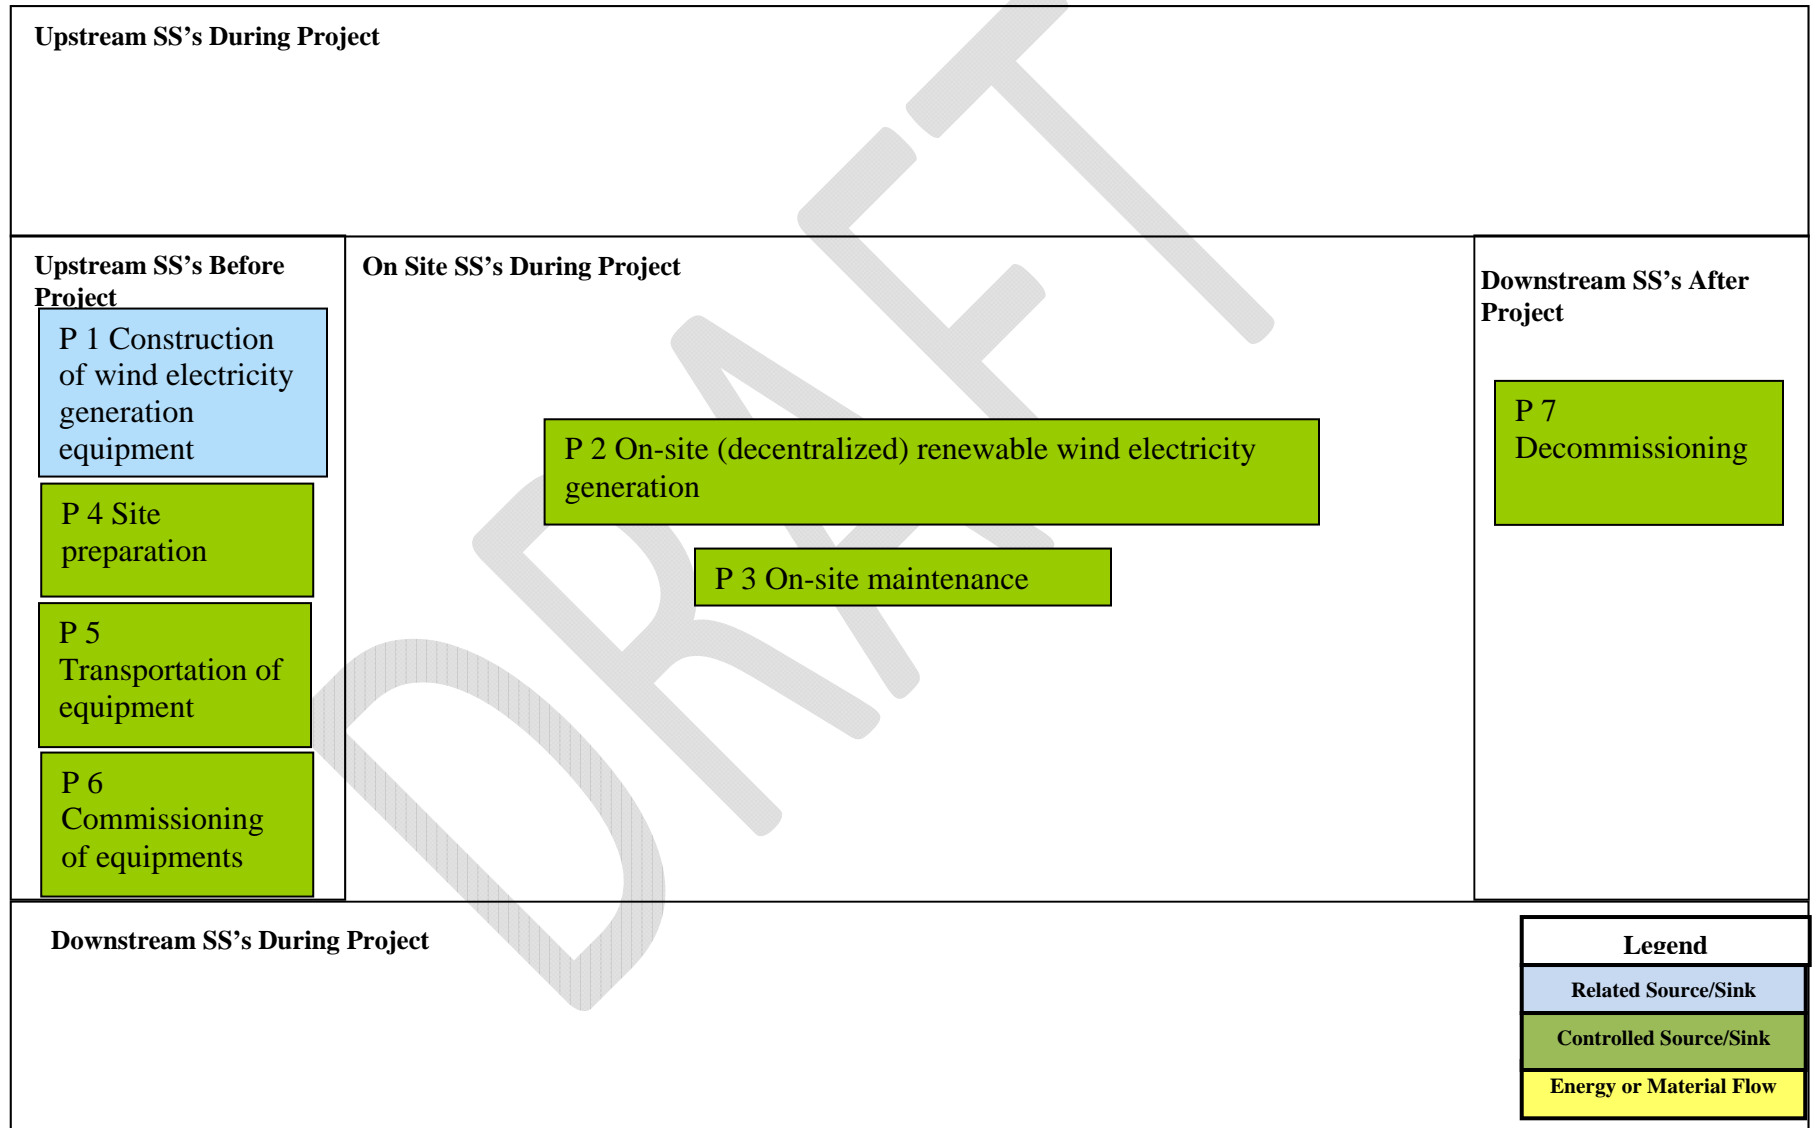 Upstream SS’s During Project
Upstream SS’s Before
Project
P 1 Construction
of wind electricity
generation
equipment
P 4 Site
preparation
P 5
Transportation of
equipment
P 6
Commissioning
of equipments
On Site SS’s During Project
P 2 On-site (decentralized) renewable wind electricity
generation
P 3 On-site maintenance
Downstream SS’s After
Project
P 7
Decommissioning
Downstream SS’s During Project
Legend
Related Source/Sink
Controlled Source/Sink
Energy or Material Flow
DRAFT